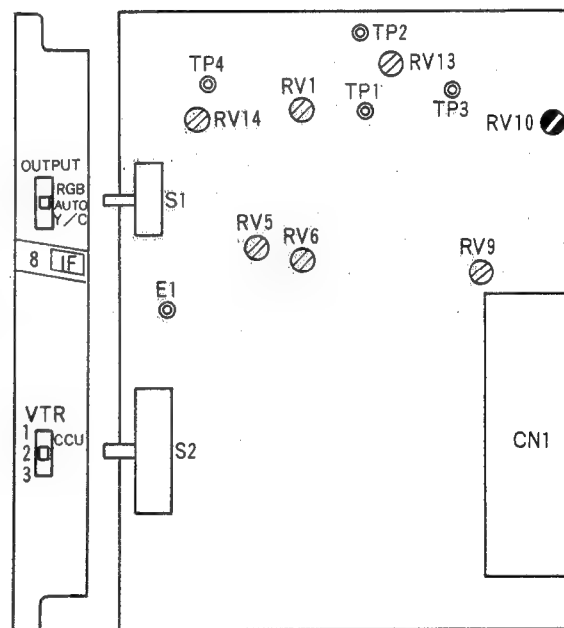 TP2
RV13
TP4
RV1
TP1
TP3
RV14
RV10
OUTPUT
RGB
AUTO
Y/C
S1
8 IF
RV5
RV6
RV9
E1
VTR
1
CCU
2
3
S2
CN1